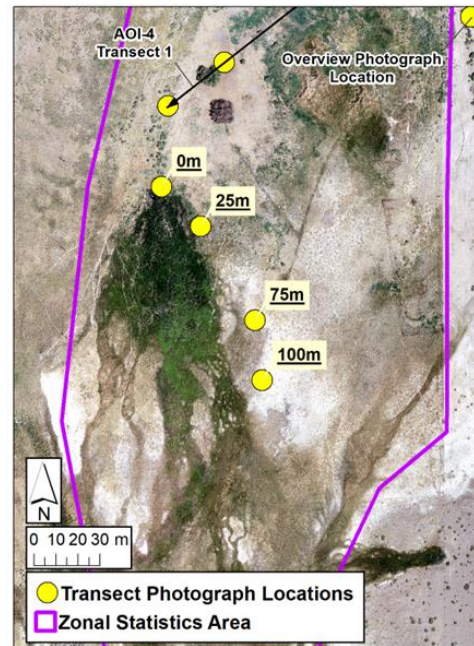 AOI-4
Transect 1
Overview Photograph
Location
0m
25m
75m
100m
N
0 10 20 30 m
Transect Photograph Locations
Zonal Statistics Area